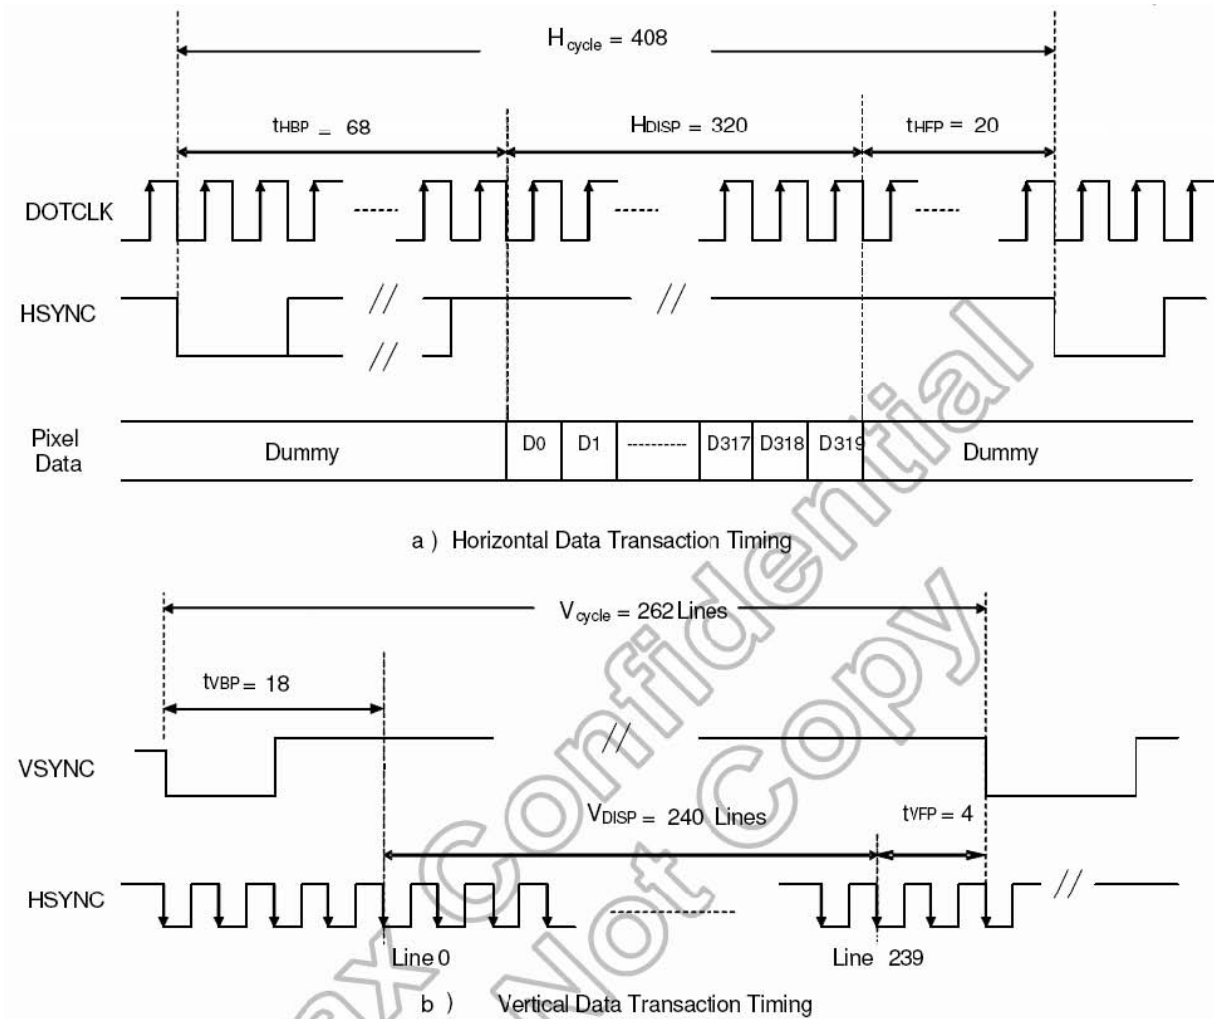 Hcycle = 408
tHBP = 68
HDISP = 320
tHFP = 20
DOTCLK
HSYNC
Pixel
Data
Dummy
D0
D1
D317
D318
D319
Dummy
a ) Horizontal Data Transaction Timing
Vcycle = 262 Lines
tVBP = 18
VSYNC
VDISP = 240 Lines
tVFP = 4
HSYNC
Line 0
Line 239
b ) Vertical Data Transaction Timing
ax Confidential
Not Copy